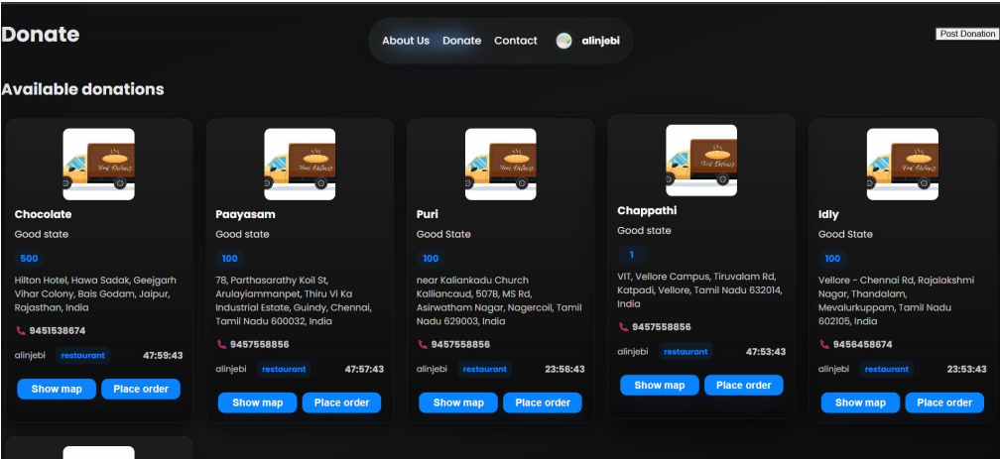 Donate
About Us Donate Contact alinjebi
Post Donation
Available donations
Chocolate
Good state
500
Hilton Hotel, Hawa Sadak, Geejgarh
Vihar Colony, Bais Godam, Jaipur,
Rajasthan, India
9451538674
alinjebi restaurant 47:59:43
Show map Place order
Paayasam
Good state
100
78, Parthasarathy Koil St,
Arulayiammanpet, Thiru Vi Ka
Industrial Estate, Guindy, Chennai,
Tamil Nadu 600032, India
9457558856
alinjebi restaurant 47:57:43
Show map Place order
Puri
Good State
100
near Kaliankadu Church
Kalliancaud, 507B, MS Rd,
Asirwatham Nagar, Nagercoil, Tamil
Nadu 629003, India
9457558856
alinjebi restaurant 23:56:43
Show map Place order
Chappathi
Good state
1
VIT, Vellore Campus, Tiruvalam Rd,
Katpadi, Vellore, Tamil Nadu 632014,
India
9457558856
alinjebi restaurant 47:53:43
Show map Place order
Idly
Good State
100
Vellore - Chennai Rd, Rajalakshmi
Nagar, Thandalam,
Mevalurkuppam, Tamil Nadu
602105, India
9456458674
alinjebi restaurant 23:53:43
Show map Place order